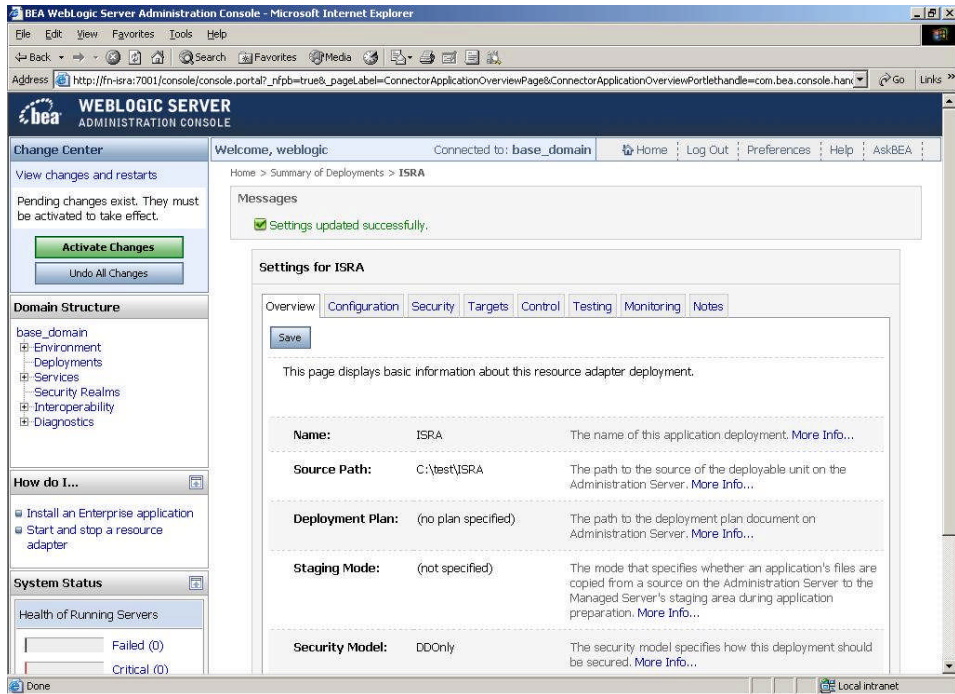 BEA WebLogic Server Administration Console - Microsoft Internet Explorer
File Edit View Favorites Tools Help
Back Search Favorites Media
Address http://fn-isra:7001/console/console.portal?_nfpb=true&_pageLabel=ConnectorApplicationOverviewPage&ConnectorApplicationOverviewPortlethandle=com.bea.console.hanc Go Links »
bea WEBLOGIC SERVER
ADMINISTRATION CONSOLE
Change Center
Welcome, weblogic Connected to: base_domain Home Log Out Preferences Help AskBEA
View changes and restarts
Home > Summary of Deployments > ISRA
Pending changes exist. They must
be activated to take effect.
Messages
Settings updated successfully.
Activate Changes
Undo All Changes
Settings for ISRA
Domain Structure
Overview Configuration Security Targets Control Testing Monitoring Notes
base_domain
Environment
Deployments
Services
Security Realms
Interoperability
Diagnostics
Save
This page displays basic information about this resource adapter deployment.
Name: ISRA The name of this application deployment. More Info...
Source Path: C:\test\ISRA The path to the source of the deployable unit on the
Administration Server. More Info...
How do I...
Install an Enterprise application
Start and stop a resource
adapter
Deployment Plan: (no plan specified) The path to the deployment plan document on
Administration Server. More Info...
Staging Mode: (not specified) The mode that specifies whether an application's files are
copied from a source on the Administration Server to the
Managed Server's staging area during application
preparation. More Info...
System Status
Health of Running Servers
Failed (0)
Critical (0)
Security Model: DDOnly The security model specifies how this deployment should
be secured. More Info...
Done Local intranet